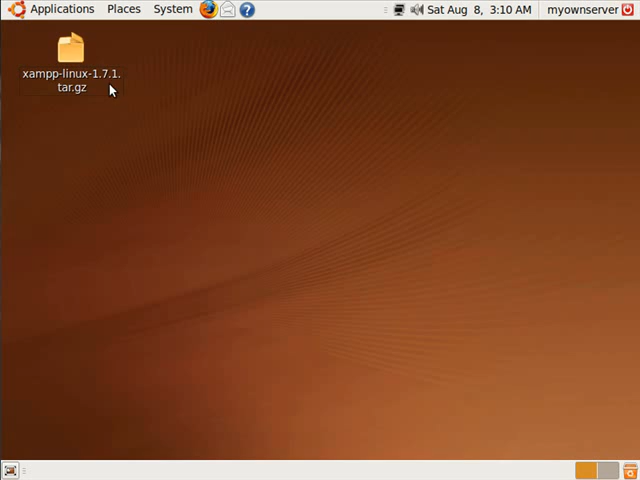 Applications Places System Sat Aug 8, 3:10 AM myownserver
xampp-linux-1.7.1.
tar.gz